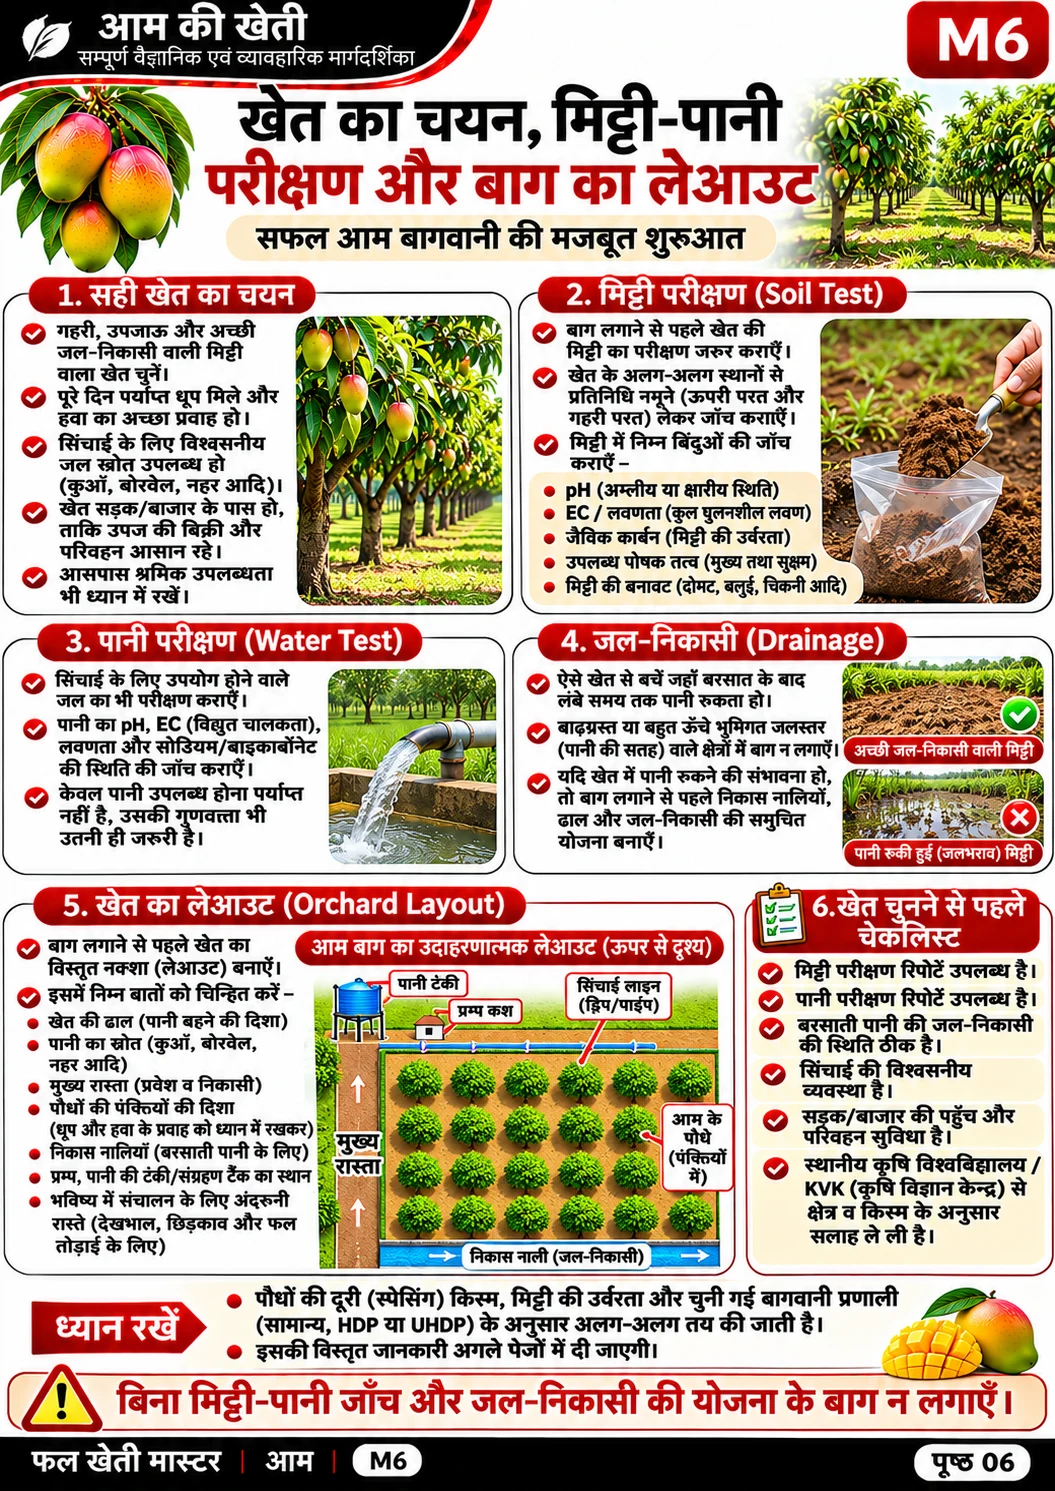 आम की खेती
सम्पूर्ण वैज्ञानिक एवं व्यावहारिक मार्गदर्शिका
M6
खेत का चयन, मिट्टी-पानी
परीक्षण और बाग का लेआउट
सफल आम बागवानी की मजबूत शुरुआत
1. सही खेत का चयन
गहरी, उपजाऊ और अच्छी
जल-निकासी वाली मिट्टी
वाला खेत चुनें।
पूरे दिन पर्याप्त धूप मिले और
हवा का अच्छा प्रवाह हो।
सिंचाई के लिए विश्वसनीय
जल स्रोत उपलब्ध हो
(कुआँ, बोरवेल, नहर आदि)।
खेत सड़क/बाजार के पास हो,
ताकि उपज की बिक्री और
परिवहन आसान रहे।
आसपास श्रमिक उपलब्धता
भी ध्यान में रखें।
2. मिट्टी परीक्षण (Soil Test)
बाग लगाने से पहले खेत की
मिट्टी का परीक्षण जरुर कराएँ।
खेत के अलग-अलग स्थानों से
प्रतिनिधि नमूने (ऊपरी परत और
गहरी परत) लेकर जाँच कराएँ।
मिट्टी में निम्न बिंदुओं की जाँच
कराएँ –
pH (अम्लीय या क्षारीय स्थिति)
EC / लवणता (कुल घुलनशील लवण)
जैविक कार्बन (मिट्टी की उर्वरता)
उपलब्ध पोषक तत्व (मुख्य तथा सुक्षम)
मिट्टी की बनावट (दोमट, बलुई, चिकनी आदि)
3. पानी परीक्षण (Water Test)
सिंचाई के लिए उपयोग होने वाले
जल का भी परीक्षण कराएँ।
पानी का pH, EC (विद्युत चालकता),
लवणता और सोडियम/बाइकार्बोनेट
की स्थिति की जाँच कराएँ।
केवल पानी उपलब्ध होना पर्याप्त
नहीं है, उसकी गुणवत्ता भी
उतनी ही जरुरी है।
4. जल-निकासी (Drainage)
ऐसे खेत से बचें जहाँ बरसात के बाद
लंबे समय तक पानी रुकता हो।
बाढ़ग्रस्त या बहुत ऊँचे भुमिगत जलस्तर
(पानी की सतह) वाले क्षेत्रों में बाग न लगाएँ।
यदि खेत में पानी रुकने की संभावना हो,
तो बाग लगाने से पहले निकास नालियों,
ढाल और जल-निकासी की समुचित
योजना बनाएँ।
अच्छी जल-निकासी वाली मिट्टी
पानी रुकी हुई (जलभराव) मिट्टी
5. खेत का लेआउट (Orchard Layout)
बाग लगाने से पहले खेत का
विस्तृत नक्शा (लेआउट) बनाएँ।
इसमें निम्न बातों को चिन्हित करें –
खेत की ढाल (पानी बहने की दिशा)
पानी का स्रोत (कुआँ, बोरवेल,
नहर आदि)
मुख्य रास्ता (प्रवेश व निकासी)
पौधों की पंक्तियों की दिशा
(धूप और हवा के प्रवाह को ध्यान में रखकर)
निकास नालियाँ (बरसाती पानी के लिए)
प्रम्प, पानी की टंकी/संग्रहण टैंक का स्थान
भविष्य में संचालन के लिए अंदरुनी
रास्ते (देखभाल, छिड़काव और फल
तोड़ाई के लिए)
आम बाग का उदाहरणात्मक लेआउट (ऊपर से दृश्य)
पानी टंकी
प्रम्प कश
सिंचाई लाइन
(ड्रिप/पाईप)
मुख्य
रास्ता
आम के
पौधे
(पंक्तियों
में)
निकास नाली (जल-निकासी)
6.खेत चुनने से पहले
चेकलिस्ट
मिट्टी परीक्षण रिपोर्ट उपलब्ध है।
पानी परीक्षण रिपोर्ट उपलब्ध है।
बरसाती पानी की जल-निकासी
की स्थिति ठीक है।
सिंचाई की विश्वसनीय
व्यवस्था है।
सड़क/बाजार की पहुँच और
परिवहन सुविधा है।
स्थानीय कृषि /
KVK (कृषि विज्ञान केन्द्र) से
क्षेत्र व किस्म के अनुसार
सलाह ले ली है।
ध्यान रखें
पौधों की दूरी (स्पेसिंग) किस्म, मिट्टी की उर्वरता और चुनी गई बागवानी प्रणाली
(सामान्य, HDP या UHDP) के अनुसार अलग-अलग तय की जाती है।
इसकी विस्तृत जानकारी अगले पेजों में दी जाएगी।
बिना मिट्टी-पानी जाँच और जल-निकासी की योजना के बाग न लगाएँ।
फल खेती मास्टर | आम | M6
पृष्ठ 06